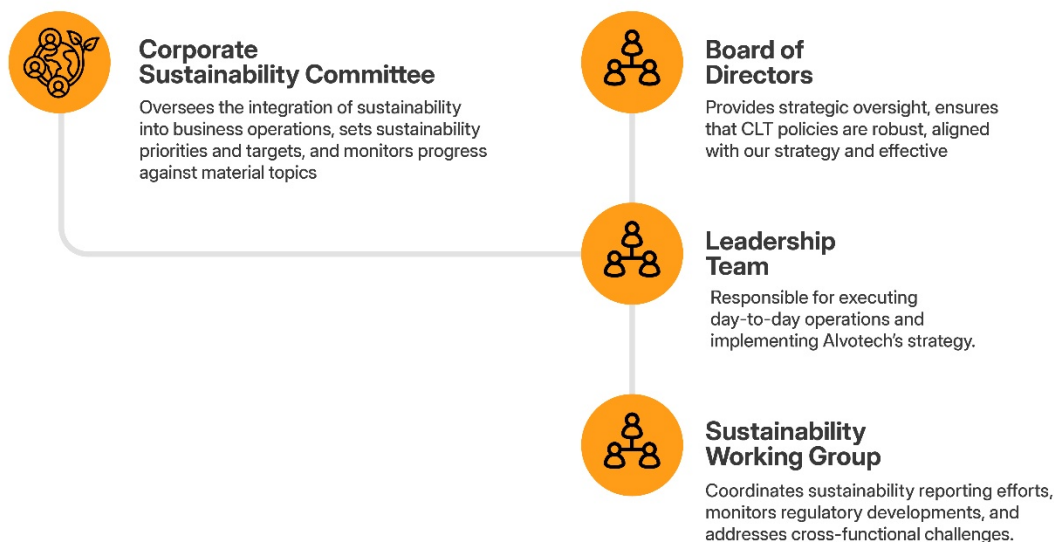 Corporate
Sustainability Committee
Oversees the integration of sustainability
into business operations, sets sustainability
priorities and targets, and monitors progress
against material topics
Board of
Directors
Provides strategic oversight, ensures
that CLT policies are robust, aligned
with our strategy and effective
Leadership
Team
Responsible for executing
day-to-day operations and
implementing Alvotech’s strategy.
Sustainability
Working Group
Coordinates sustainability reporting efforts,
monitors regulatory developments, and
addresses cross-functional challenges.